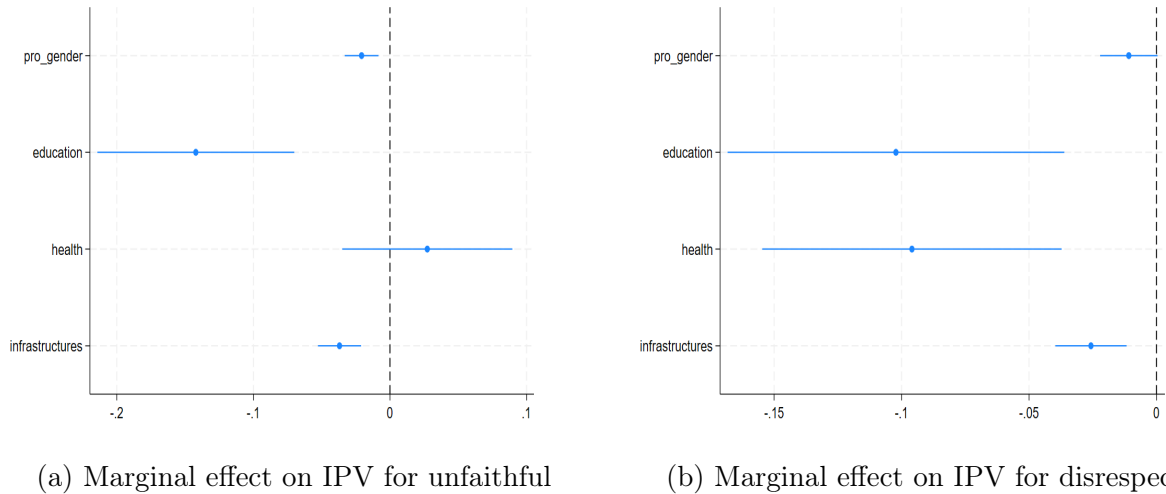 pro_gender
education
health
infrastructures
-.2 -.1 0 .1
(a) Marginal effect on IPV for unfaithful
pro_gender
education
health
infrastructures
-.15 -.1 -.05 0
(b) Marginal effect on IPV for disrespec